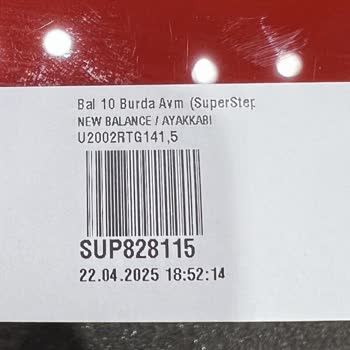 Bal 10 Burda Avm (SuperStep
NEW BALANCE / AYAKKABI
U2002RTG141,5
SUP828115
22.04.2025 18:52:14